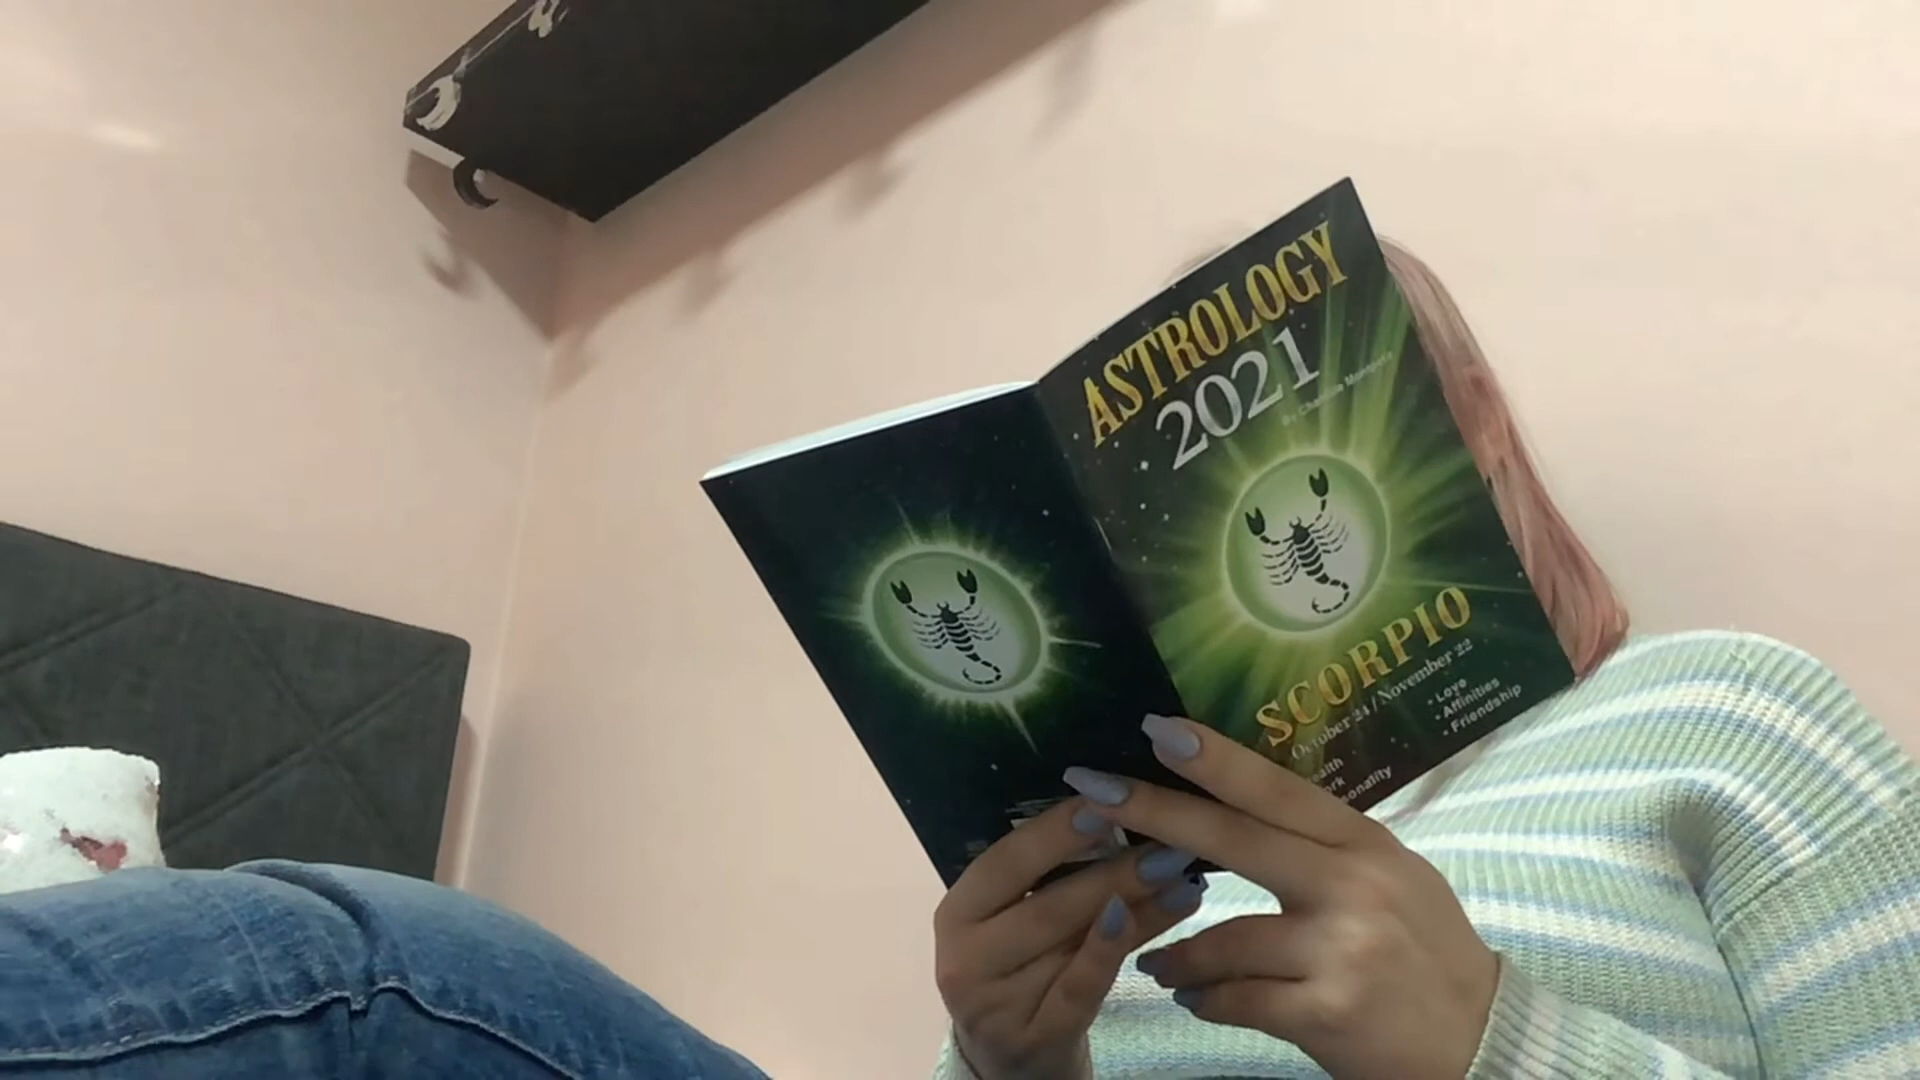 ASTROLOGY
2021
SCORPIO
October 24 / November 22
• Love
• Affinities
• Friendship